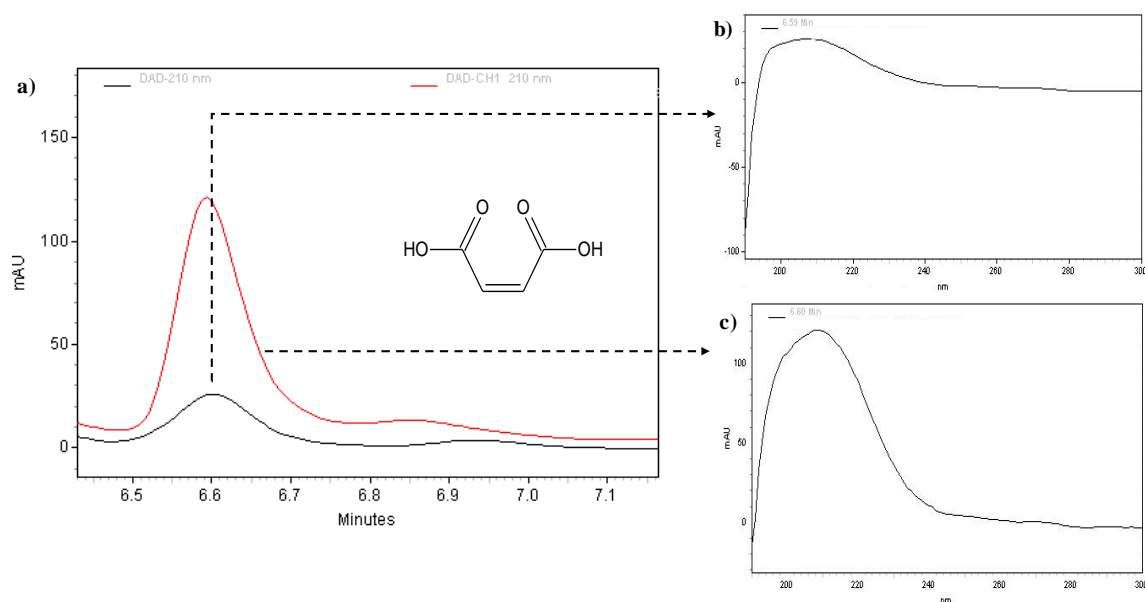 a)
DAD-210 nm
DAD-CH1 210 nm
150
100
50
0
mAU
6.5 6.6 6.7 6.8 6.9 7.0 7.1
Minutes
O O
HO OH
b)
6.59 Min
0
-50
-100
mAU
200 220 240 260 280 300
nm
c)
6.60 Min
100
50
0
mAU
200 220 240 260 280 300
nm